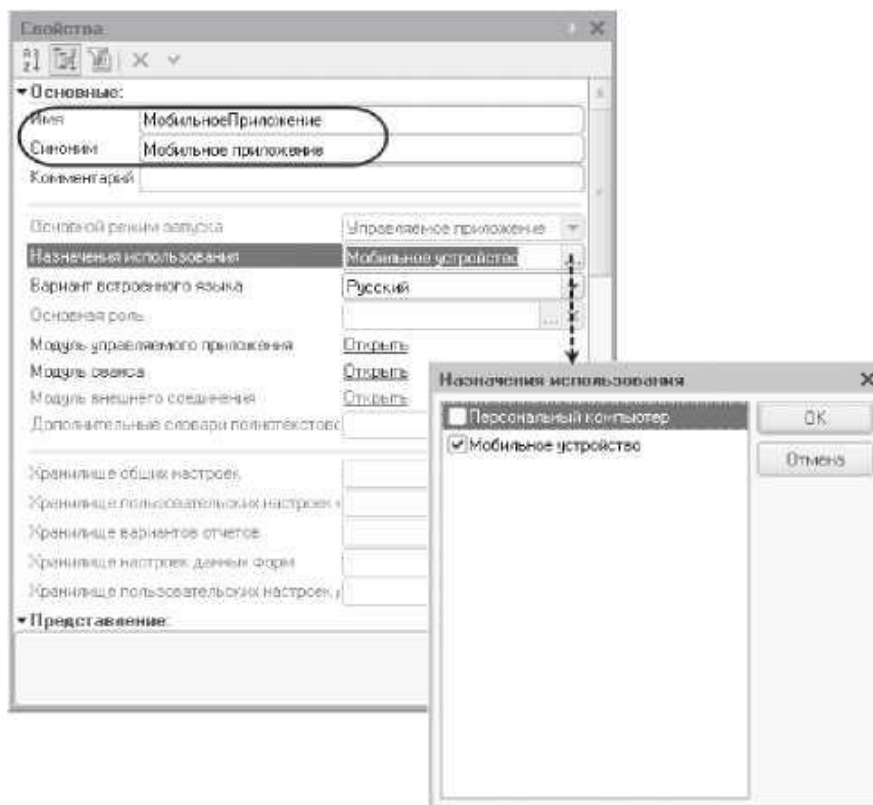 Свойства
Основные:
Имя МобильноеПриложение
Синоним Мобильное приложение
Комментарий
Основной режим запуска Управляемое приложение
Назначения использования Мобильное устройство ...
Вариант встроенного языка Русский
Основная роль ...
Модуль управляемого приложения Открыть
Модуль сеанса Открыть
Модуль внешнего соединения Открыть
Дополнительные словари полнотекстово
Хранилище общих настроек
Хранилище пользовательских настроек
Хранилище вариантов отчетов
Хранилище настроек данных форм
Хранилище пользовательских настроек
Представление:
Назначения использования
Персональный компьютер
Мобильное устройство
OK
Отмена